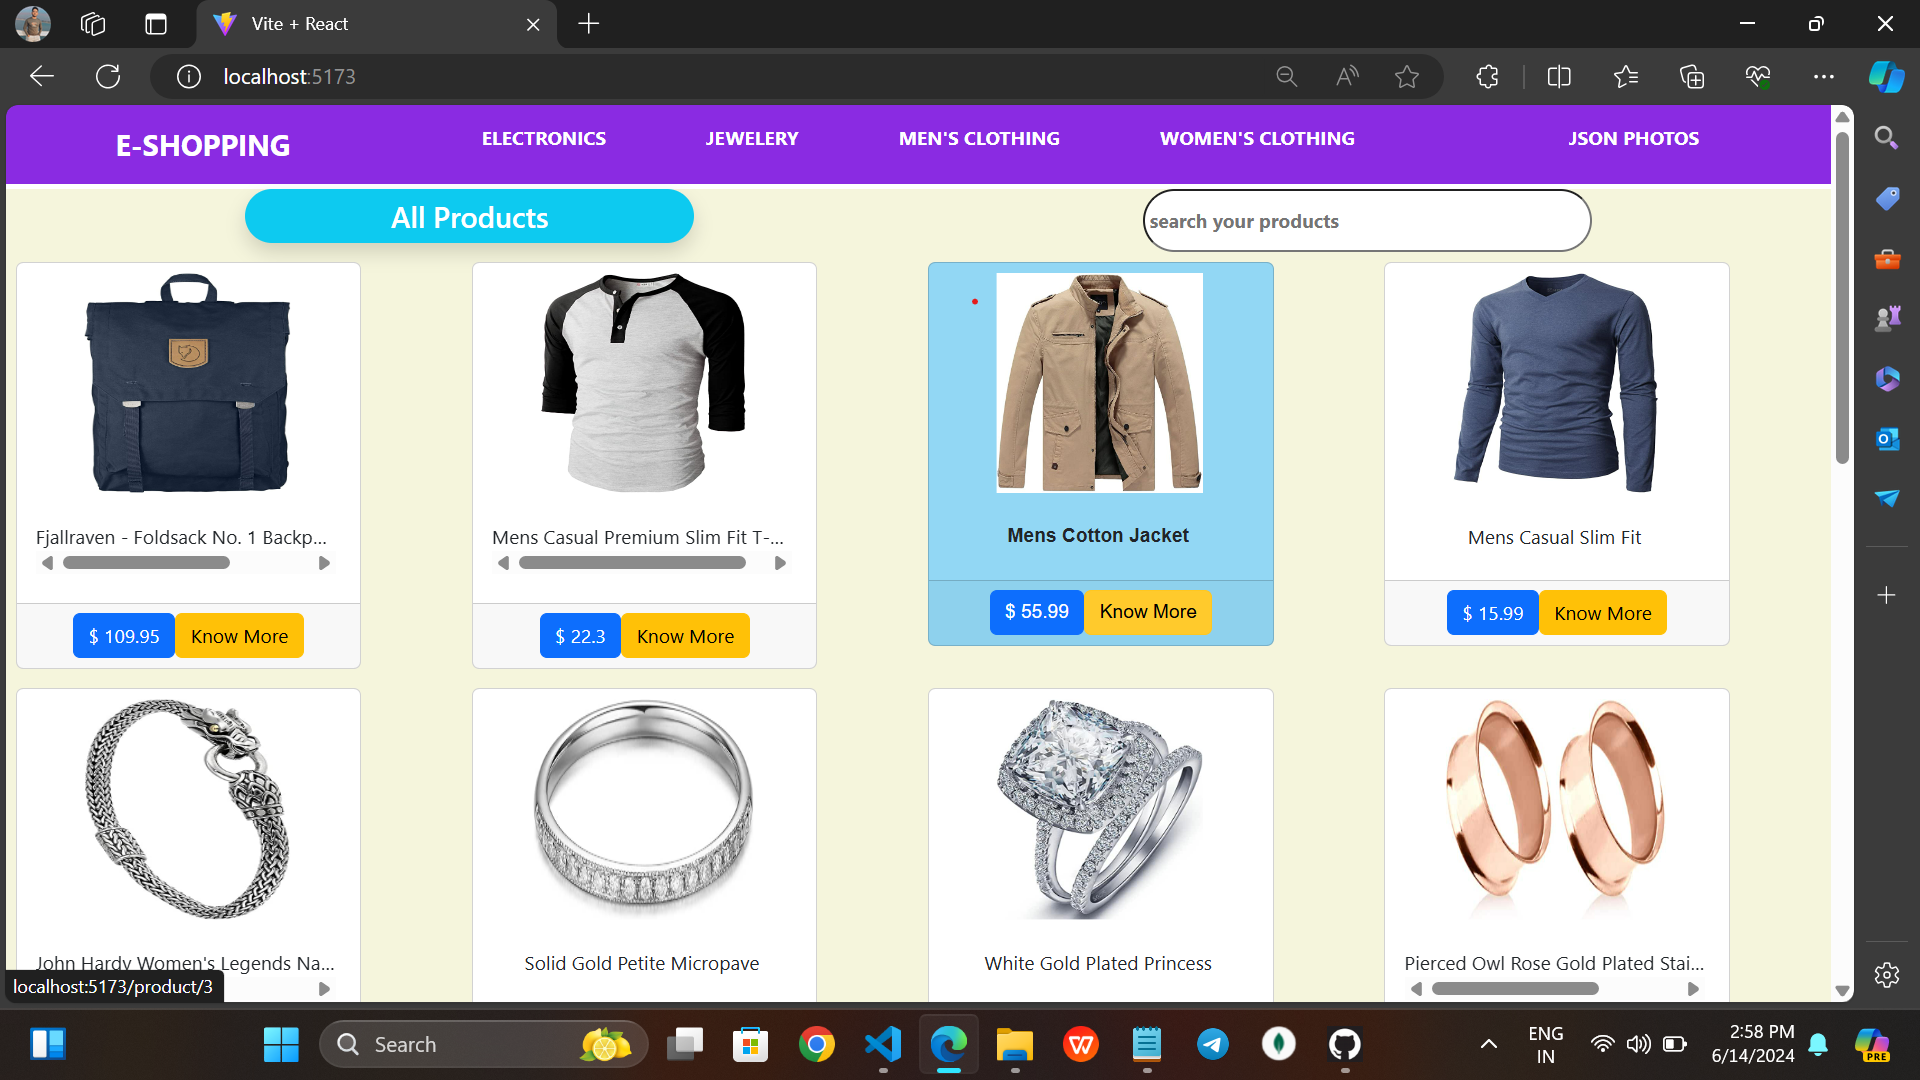 Vite + React
localhost:5173
E-SHOPPING
ELECTRONICS
JEWELERY
MEN'S CLOTHING
WOMEN'S CLOTHING
JSON PHOTOS
All Products
search your products
Fjallraven - Foldsack No. 1 Backp...
Mens Casual Premium Slim Fit T-...
Mens Cotton Jacket
Mens Casual Slim Fit
$ 109.95
Know More
$ 22.3
Know More
$ 55.99
Know More
$ 15.99
Know More
John Hardy Women's Legends Na...
Solid Gold Petite Micropave
White Gold Plated Princess
Pierced Owl Rose Gold Plated Stai...
localhost:5173/product/3
Search
ENG
IN
2:58 PM
6/14/2024
PRE